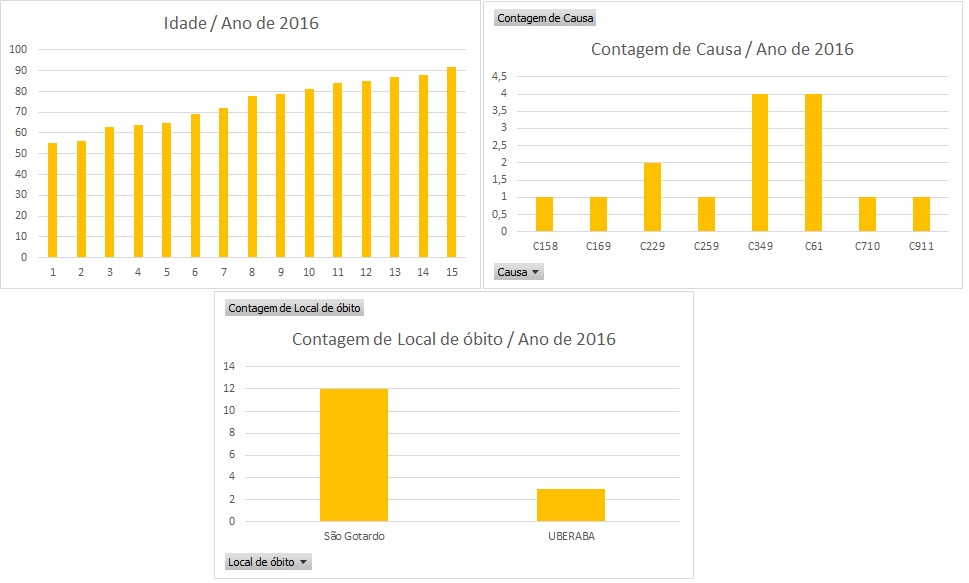 Idade / Ano de 2016
100
90
80
70
60
50
40
30
20
10
0
1 2 3 4 5 6 7 8 9 10 11 12 13 14 15
Contagem de Causa
Contagem de Causa / Ano de 2016
4,5
4
3,5
3
2,5
2
1,5
1
0,5
0
C158 C169 C229 C259 C349 C61 C710 C911
Causa
Contagem de Local de óbito
Contagem de Local de óbito / Ano de 2016
14
12
10
8
6
4
2
0
São Gotardo UBERABA
Local de óbito